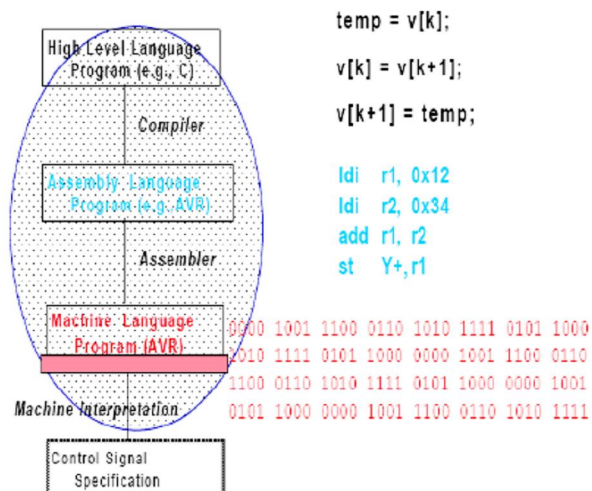 High Level Language
Program (e.g., C)
Compiler
Assembly Language
Program (e.g. AVR)
Assembler
Machine Language
Program (AVR)
Machine Interpretation
Control Signal
Specification
temp = v[k];
v[k] = v[k+1];
v[k+1] = temp;
ldi r1, 0x12
ldi r2, 0x34
add r1, r2
st Y+,r1
0000 1001 1100 0110 1010 1111 0101 1000
1010 1111 0101 1000 0000 1001 1100 0110
1100 0110 1010 1111 0101 1000 0000 1001
0101 1000 0000 1001 1100 0110 1010 1111